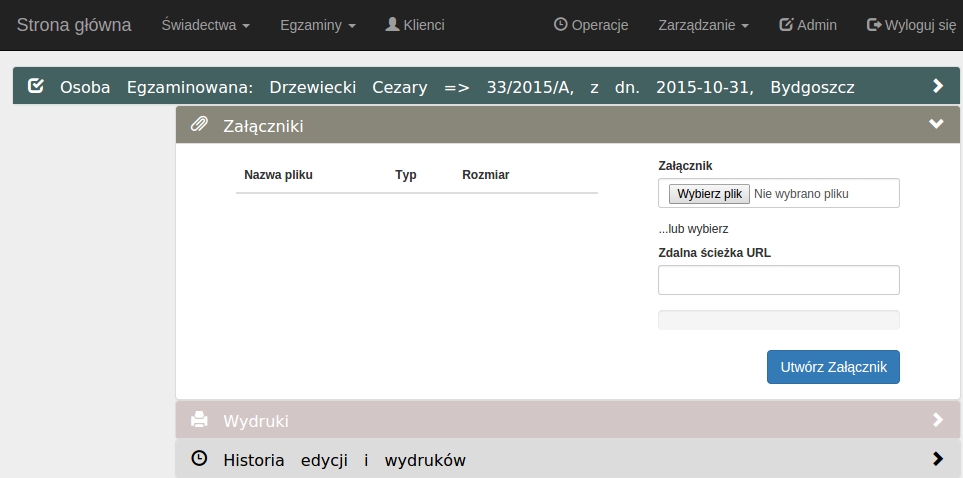 Strona główna Świadectwa Egzaminy Klienci Operacje Zarządzanie Admin Wyloguj się
Osoba Egzaminowana: Drzewiecki Cezary => 33/2015/A, z dn. 2015-10-31, Bydgoszcz
Załączniki
Nazwa pliku Typ Rozmiar
Załącznik
Wybierz plik Nie wybrano pliku
...lub wybierz
Zdalna ścieżka URL
Utwórz Załącznik
Wydruki
Historia edycji i wydruków